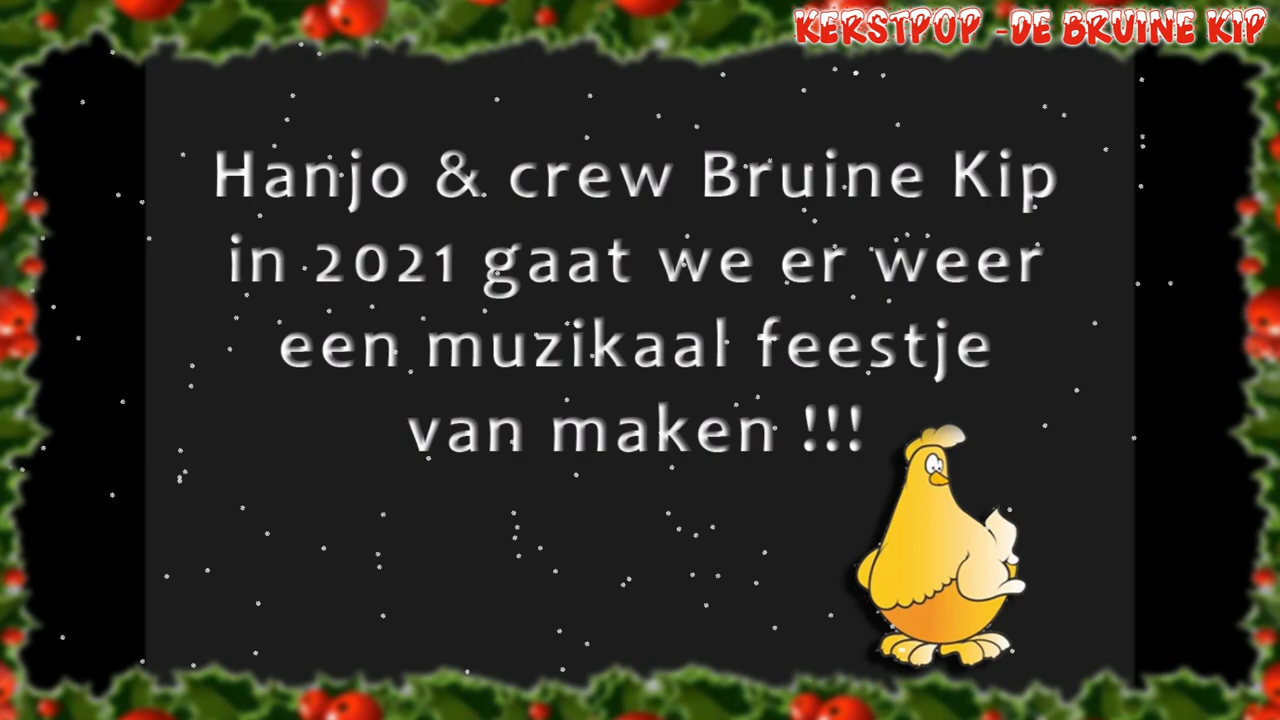 KERSTPOP -DE BRUINE KIP
Hanjo & crew Bruine Kip
in 2021 gaat we er weer
een muzikaal feestje
van maken !!!